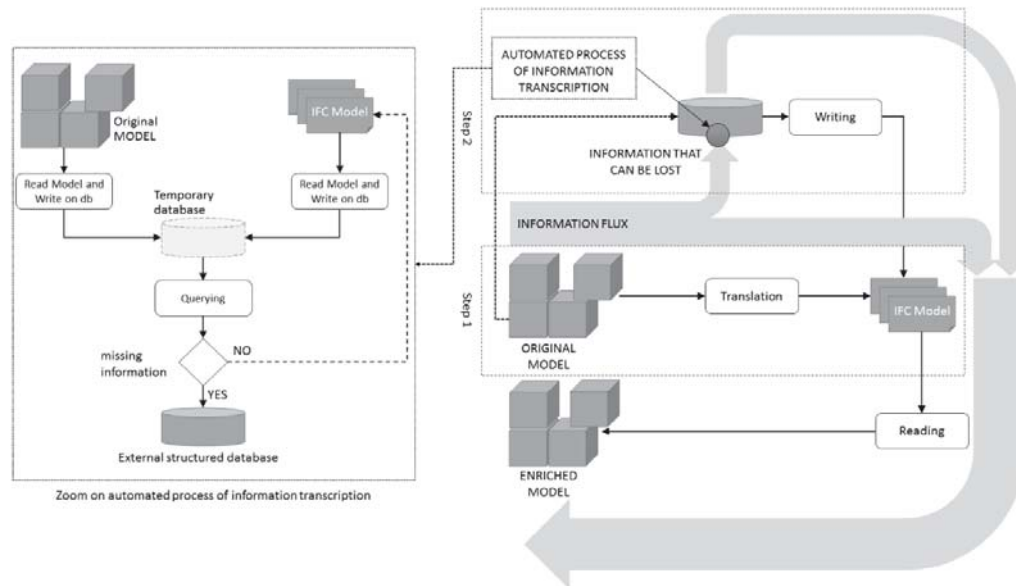 Original
MODEL
IFC Model
Read Model and
Write on db
Read Model and
Write on db
Temporary
database
Querying
missing
information
NO
YES
External structured database
Zoom on automated process of information transcription
Step 2
AUTOMATED PROCESS
OF INFORMATION
TRANSCRIPTION
Writing
INFORMATION THAT
CAN BE LOST
INFORMATION FLUX
Step 1
Translation
IFC Model
ORIGINAL
MODEL
Reading
ENRICHED
MODEL